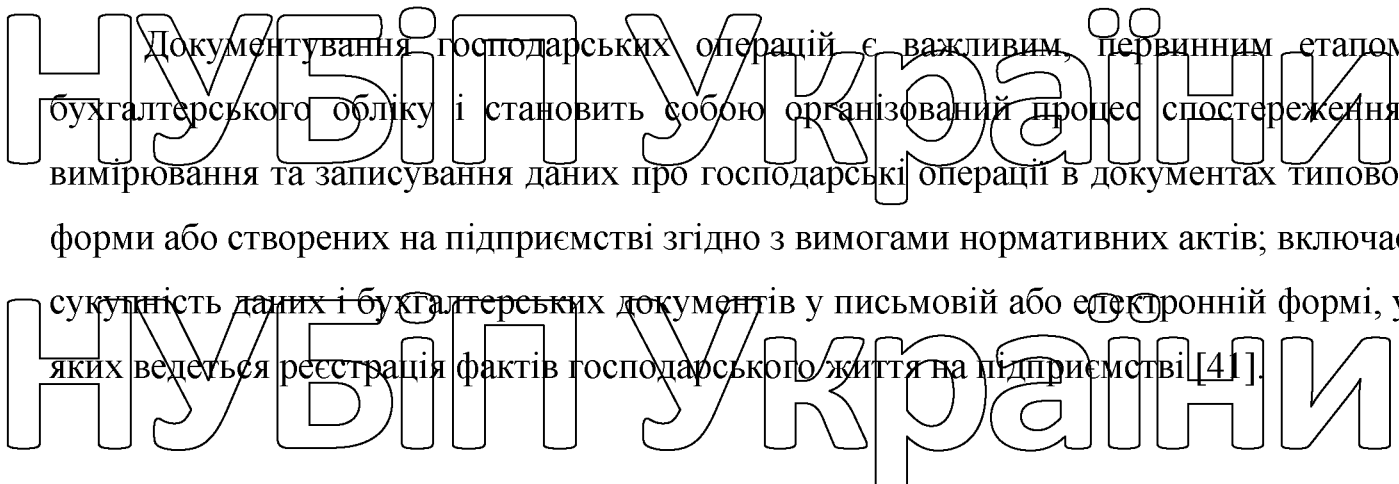 НУБіП України
Документування господарських операцій є важливим, первинним етапом
бухгалтерського обліку і становить собою організований процес спостереження
вимірювання та записування даних про господарські операції в документах типово
форми або створених на підприємстві згідно з вимогами нормативних актів; включає
НУБіП України
сукупність даних і бухгалтерських документів у письмовій або електронній формі, у
яких ведеться реєстрація фактів господарського життя на підприємстві [41].